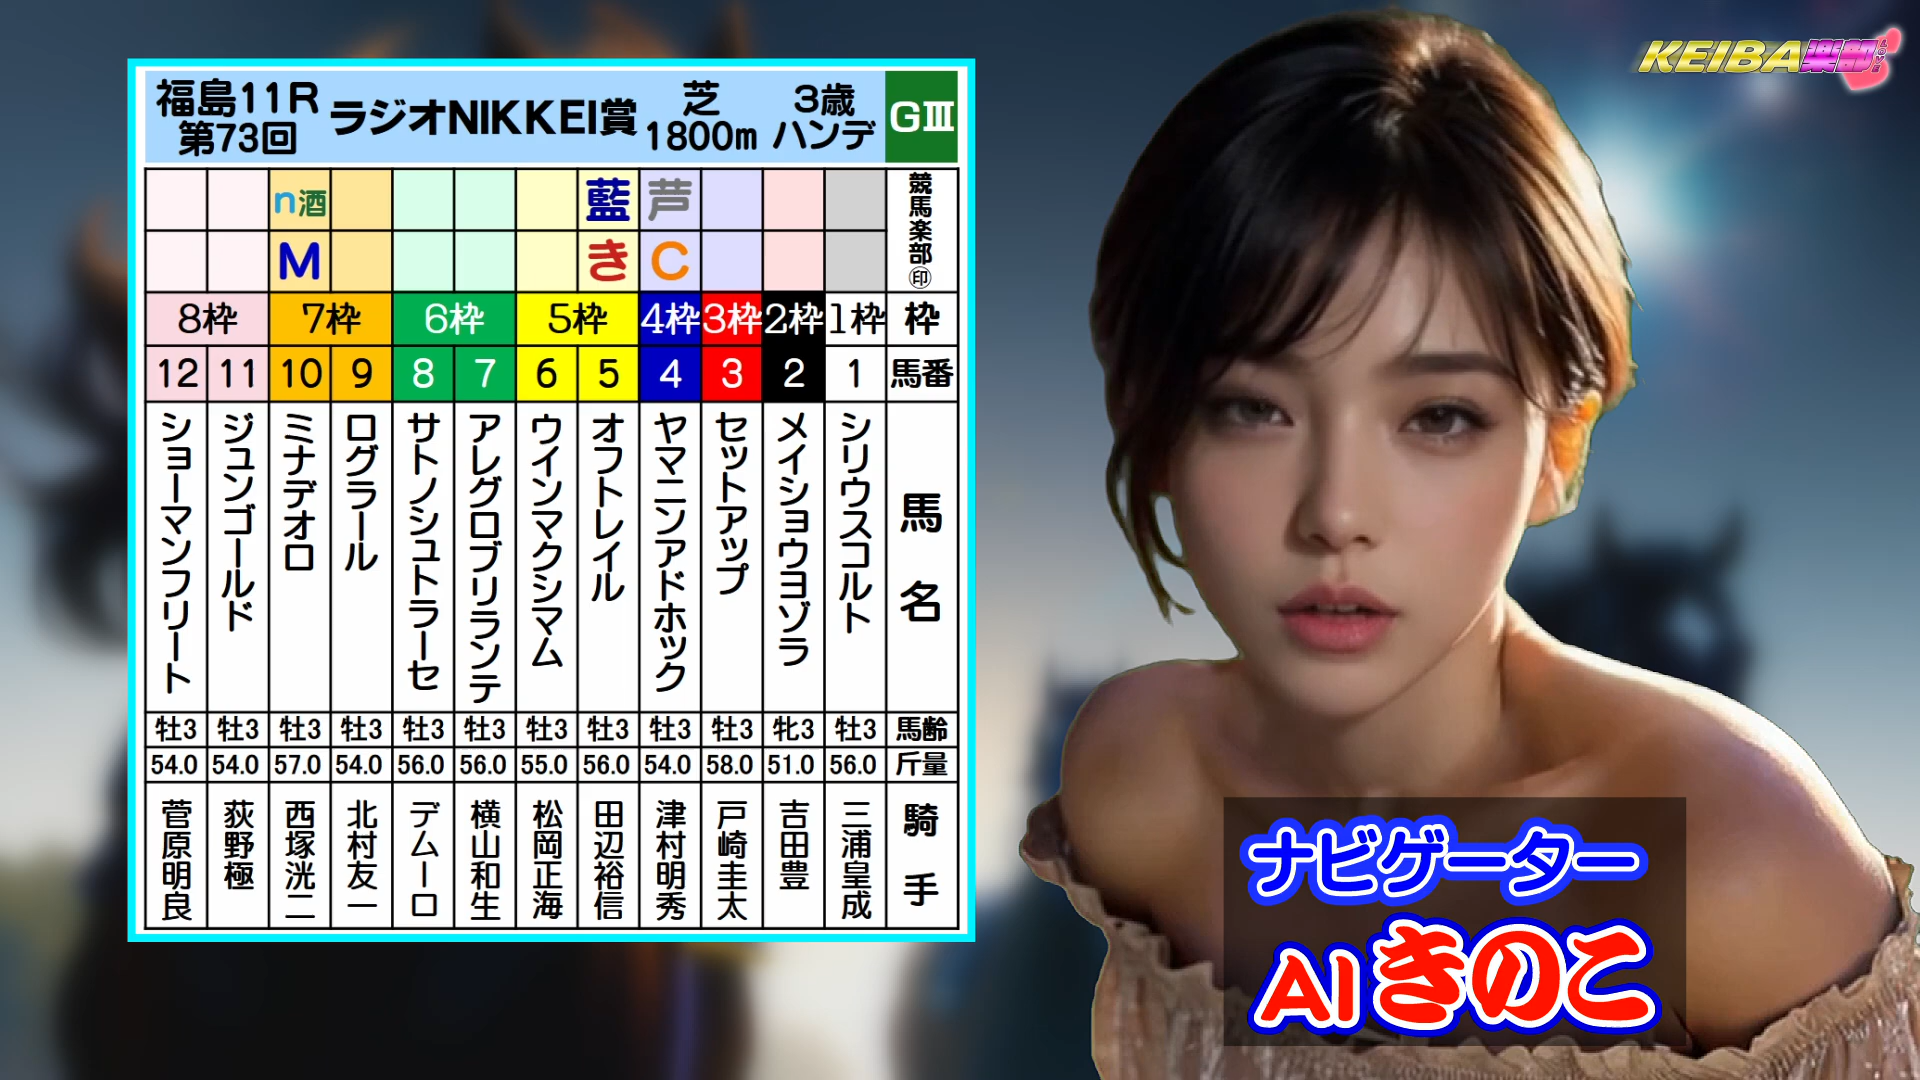 福島11R
第73回
ラジオNIKKEI賞
芝
1800m
3歳
ハンデ
GⅢ
競馬楽部㊞
芦
藍
n酒
C
き
M
枠
1枠
2枠
3枠
4枠
5枠
6枠
7枠
8枠
馬番
1
2
3
4
5
6
7
8
9
10
11
12
馬名
シリウスコルト
メイショウヨゾラ
セットアップ
ヤマニンアドホック
オフトレイル
ウインマクシマム
アレグロブリランテ
サトノシュトラーセ
ログラール
ミナデオロ
ジュンゴールド
ショーマンフリート
馬齢
牡3
牝3
牡3
牡3
牡3
牡3
牡3
牡3
牡3
牡3
牡3
牡3
斤量
56.0
51.0
58.0
54.0
56.0
55.0
56.0
56.0
54.0
57.0
54.0
54.0
騎手
三浦皇成
吉田豊
戸崎圭太
津村明秀
田辺裕信
松岡正海
横山和生
デムーロ
北村友一
西塚洸二
荻野極
菅原明良
KEIBA楽部
LOVE
ナビゲーター
AIきのこ